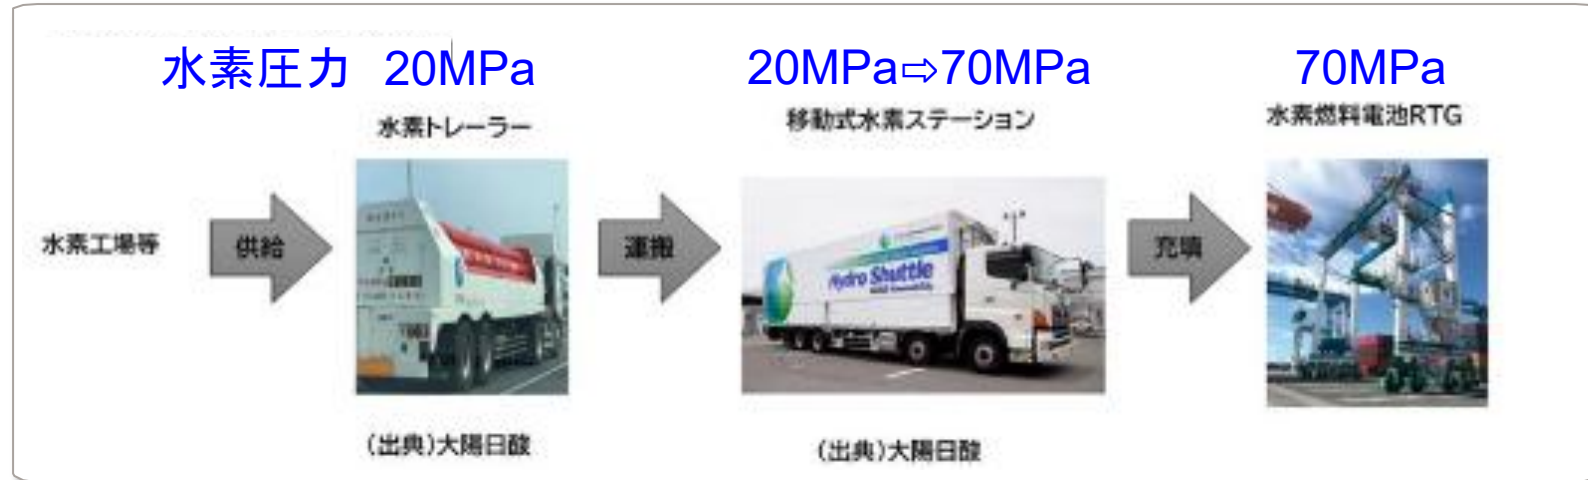 水素圧力 20MPa 20MPa⇨70MPa 70MPa
水素トレーラー 移動式水素ステーション 水素燃料電池RTG
水素工場等 供給 運搬 充填
Hydro Shuttle
(出典)大陽日酸 (出典)大陽日酸